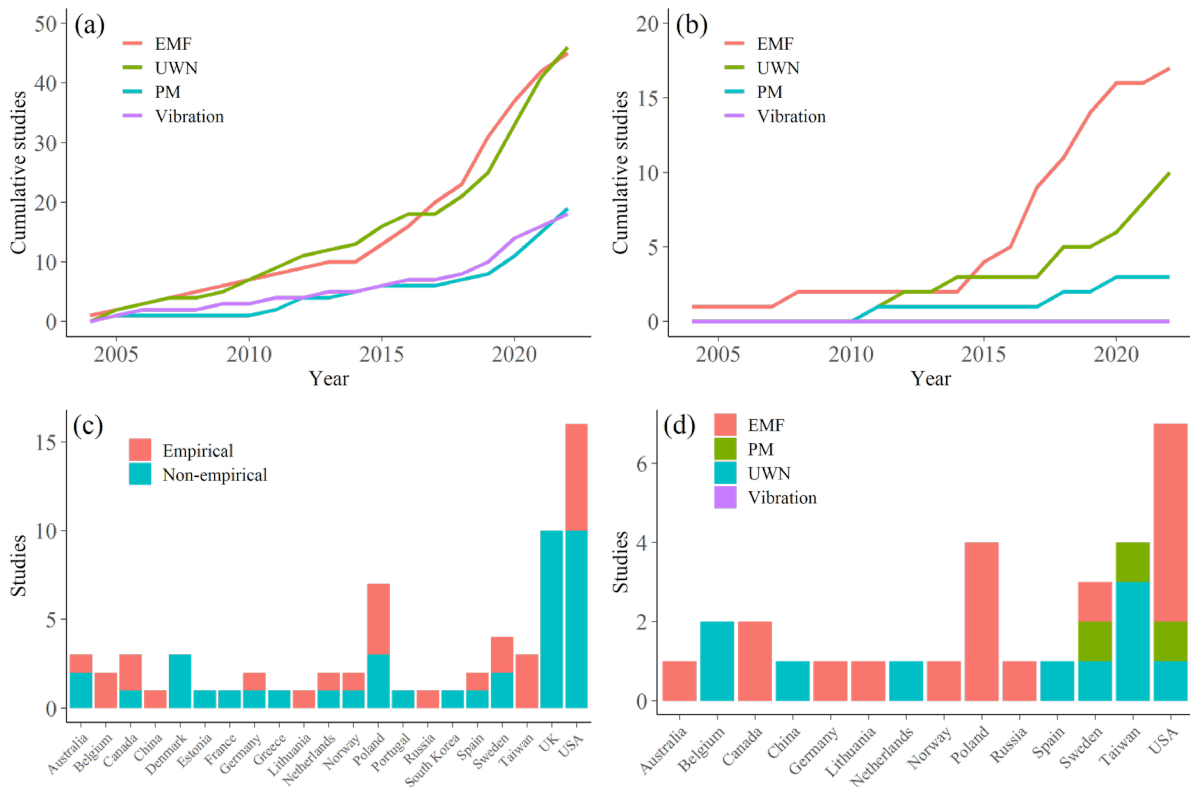 (a)
EMF
UWN
PM
Vibration
50
40
30
20
10
0
Cumulative studies
2005
2010
2015
2020
Year
(b)
EMF
UWN
PM
Vibration
20
15
10
5
0
Cumulative studies
2005
2010
2015
2020
Year
(c)
Empirical
Non-empirical
15
10
5
0
Studies
Australia
Belgium
Canada
China
Denmark
Estonia
France
Germany
Greece
Lithuania
Netherlands
Norway
Poland
Portugal
Russia
South Korea
Spain
Sweden
Taiwan
UK
USA
(d)
EMF
PM
UWN
Vibration
6
4
2
0
Studies
Australia
Belgium
Canada
China
Germany
Lithuania
Netherlands
Norway
Poland
Russia
Spain
Sweden
Taiwan
USA